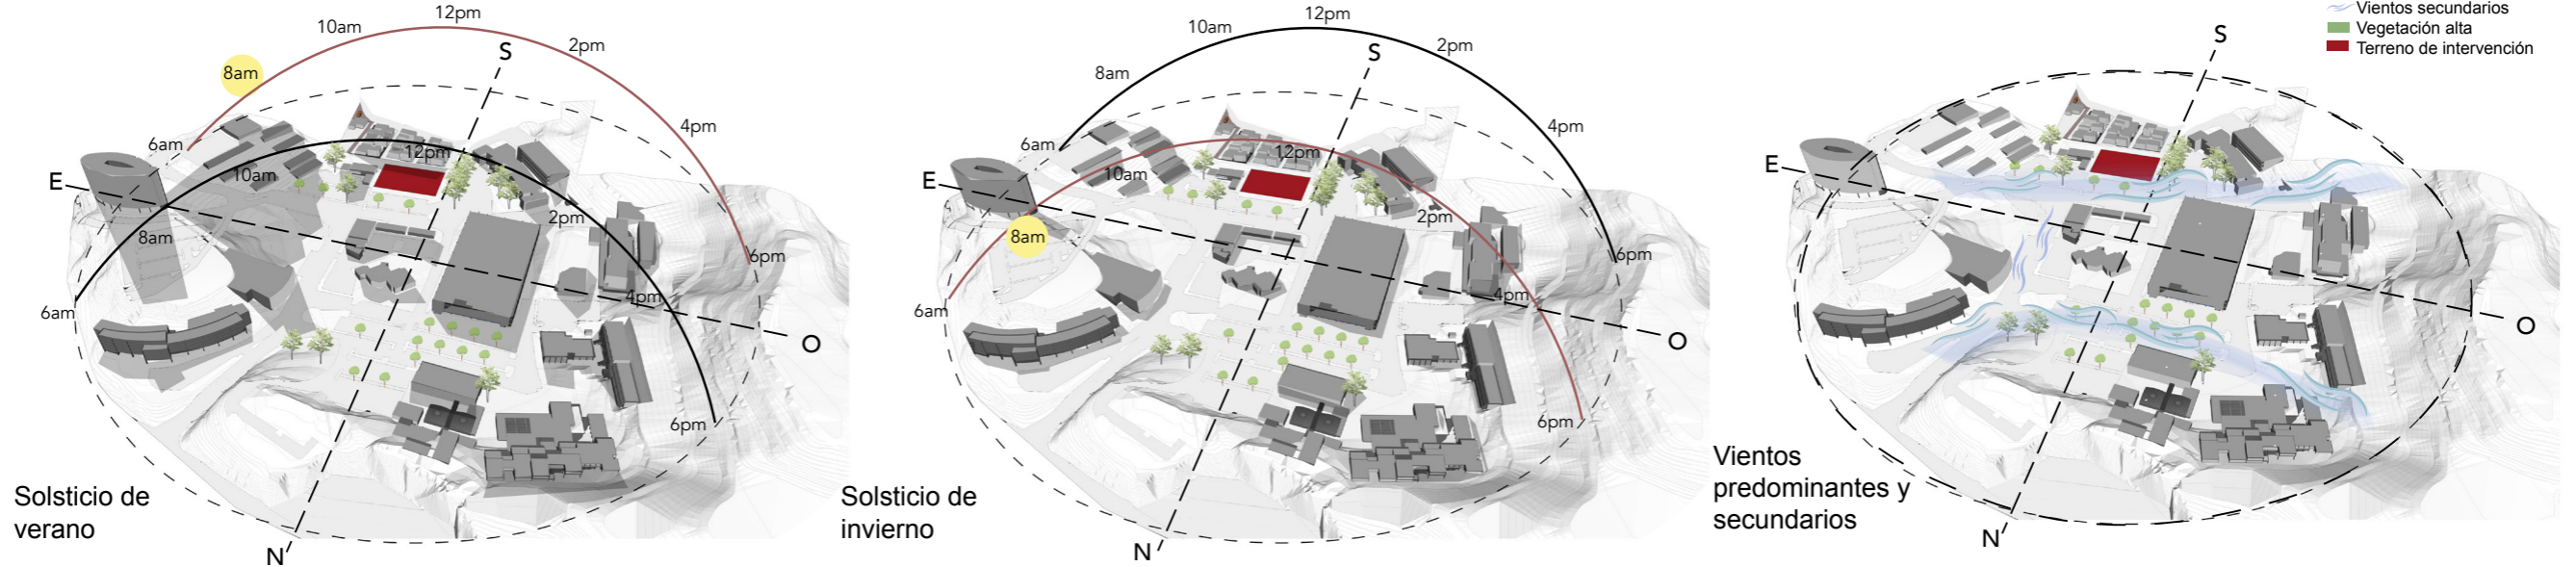 12pm
10am
2pm
S
8am
4pm
6am
12pm
10am
E
2pm
8am
6pm
4pm
6am
O
6pm
Solsticio de
verano
N
12pm
10am
2pm
S
8am
4pm
6am
12pm
10am
E
2pm
8am
6pm
4pm
6am
O
6pm
Solsticio de
invierno
N
Vientos secundarios
Vegetación alta
Terreno de intervención
S
E
O
Vientos
predominantes y
secundarios
N